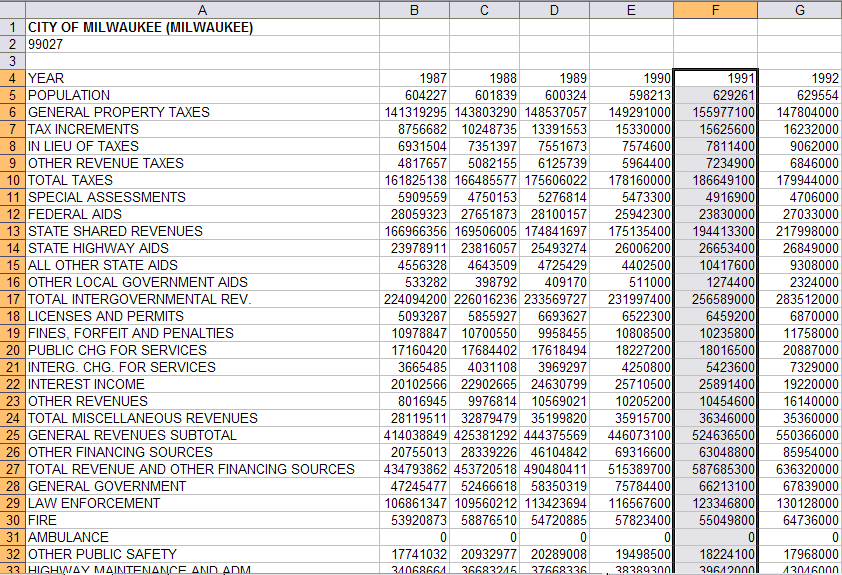 A B C D E F G
1 CITY OF MILWAUKEE (MILWAUKEE)
2 99027
3
4 YEAR 1987 1988 1989 1990 1991 1992
5 POPULATION 604227 601839 600324 598213 629261 629554
6 GENERAL PROPERTY TAXES 141319295 143803290 148537057 149291000 155977100 147804000
7 TAX INCREMENTS 8756682 10248735 13391553 15330000 15625600 16232000
8 IN LIEU OF TAXES 6931504 7351397 7551673 7574600 7811400 9062000
9 OTHER REVENUE TAXES 4817657 5082155 6125739 5964400 7234900 6846000
10 TOTAL TAXES 161825138 166485577 175606022 178160000 186649100 179944000
11 SPECIAL ASSESSMENTS 5909559 4750153 5276814 5473300 4916900 4706000
12 FEDERAL AIDS 28059323 27651873 28100157 25942300 23830000 27033000
13 STATE SHARED REVENUES 166966356 169506005 174841697 175135400 194413300 217998000
14 STATE HIGHWAY AIDS 23978911 23816057 25493274 26006200 26653400 26849000
15 ALL OTHER STATE AIDS 4556328 4643509 4725429 4402500 10417600 9308000
16 OTHER LOCAL GOVERNMENT AIDS 533282 398792 409170 511000 1274400 2324000
17 TOTAL INTERGOVERNMENTAL REV. 224094200 226016236 233569727 231997400 256589000 283512000
18 LICENSES AND PERMITS 5093287 5855927 6693627 6522300 6459200 6870000
19 FINES, FORFEIT AND PENALTIES 10978847 10700550 9958455 10808500 10235800 11758000
20 PUBLIC CHG FOR SERVICES 17160420 17684402 17618494 18227200 18016500 20887000
21 INTERG. CHG. FOR SERVICES 3665485 4031108 3969297 4250800 5423600 7329000
22 INTEREST INCOME 20102566 22902665 24630799 25710500 25891400 19220000
23 OTHER REVENUES 8016945 9976814 10569021 10205200 10454600 16140000
24 TOTAL MISCELLANEOUS REVENUES 28119511 32879479 35199820 35915700 36346000 35360000
25 GENERAL REVENUES SUBTOTAL 414038849 425381292 444375569 446073100 524636500 550366000
26 OTHER FINANCING SOURCES 20755013 28339226 46104842 69316600 63048800 85954000
27 TOTAL REVENUE AND OTHER FINANCING SOURCES 434793862 453720518 490480411 515389700 587685300 636320000
28 GENERAL GOVERNMENT 47245477 52466618 58350319 75784400 66213100 67839000
29 LAW ENFORCEMENT 106861347 109560212 113423694 116567600 123346800 130128000
30 FIRE 53920873 58876510 54720885 57823400 55049800 64736000
31 AMBULANCE 0 0 0 0 0 0
32 OTHER PUBLIC SAFETY 17741032 20932977 20289008 19498500 18224100 17968000
33 HIGHWAY MAINTENANCE AND ADM 34068664 36683245 37668336 38389300 39642000 43046000